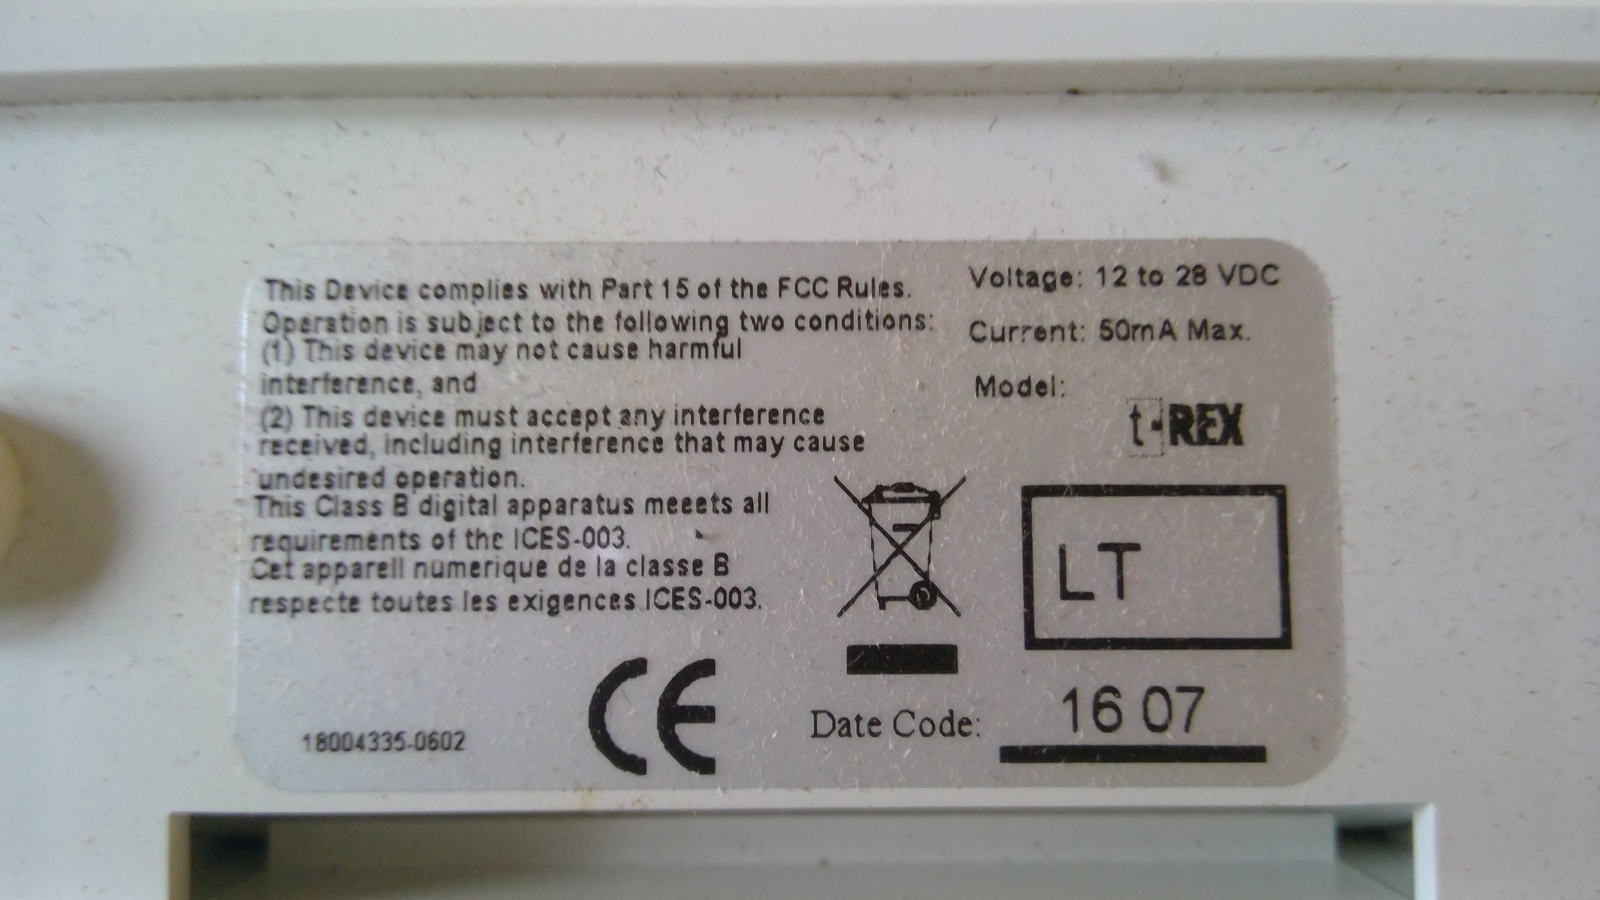 This Device complies with Part 15 of the FCC Rules.
Operation is subject to the following two conditions:
(1) This device may not cause harmful
interference, and
(2) This device must accept any interference
received, including interference that may cause
undesired operation.
This Class B digital apparatus meeets all
requirements of the ICES-003.
Cet appareil numerique de la classe B
respecte toutes les exigences ICES-003.
18004335-0602
CE
Voltage: 12 to 28 VDC
Current: 50mA Max.
Model:
t-REX
LT
Date Code: 16 07